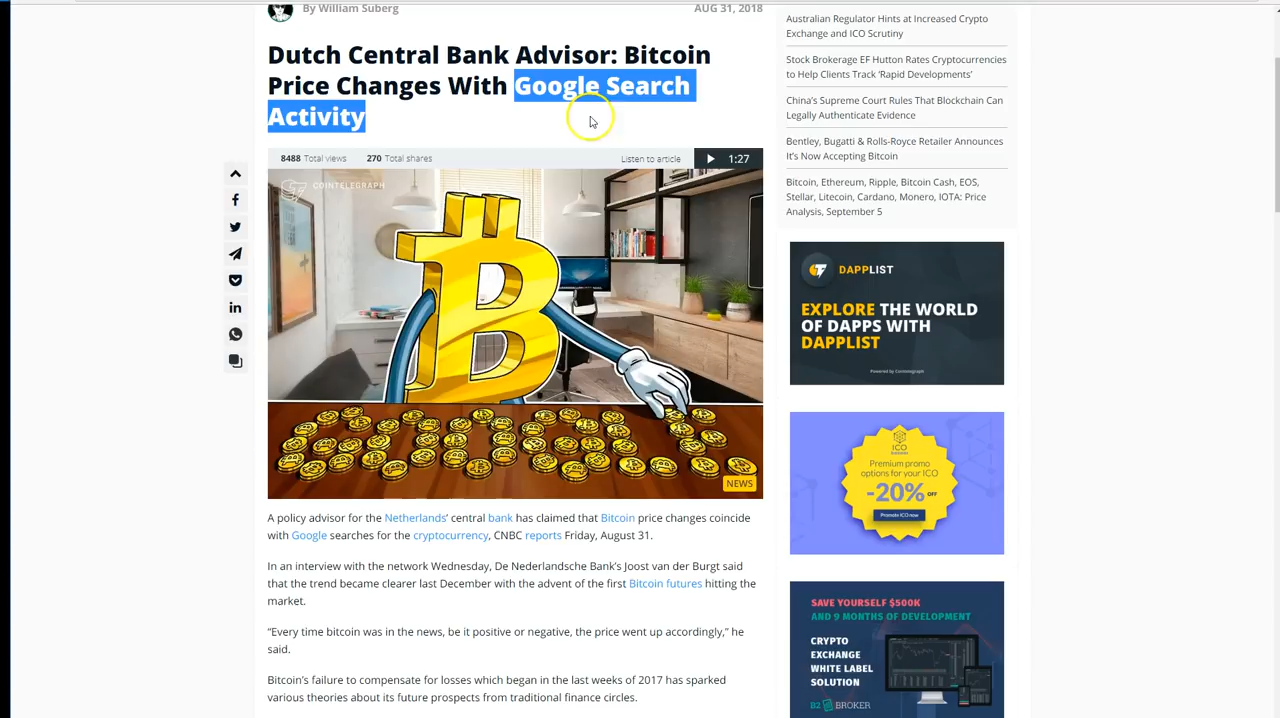 By William Suberg
AUG 31, 2018
Dutch Central Bank Advisor: Bitcoin
Price Changes With Google Search
Activity
8488 Total views 270 Total shares
Listen to article 1:27
COINTELEGRAPH
NEWS
A policy advisor for the Netherlands' central bank has claimed that Bitcoin price changes coincide
with Google searches for the cryptocurrency, CNBC reports Friday, August 31.
In an interview with the network Wednesday, De Nederlandsche Bank's Joost van der Burgt said
that the trend became clearer last December with the advent of the first Bitcoin futures hitting the
market.
“Every time bitcoin was in the news, be it positive or negative, the price went up accordingly,” he
said.
Bitcoin's failure to compensate for losses which began in the last weeks of 2017 has sparked
various theories about its future prospects from traditional finance circles.
Australian Regulator Hints at Increased Crypto
Exchange and ICO Scrutiny
Stock Brokerage EF Hutton Rates Cryptocurrencies
to Help Clients Track ‘Rapid Developments’
China's Supreme Court Rules That Blockchain Can
Legally Authenticate Evidence
Bentley, Bugatti & Rolls-Royce Retailer Announces
It's Now Accepting Bitcoin
Bitcoin, Ethereum, Ripple, Bitcoin Cash, EOS,
Stellar, Litecoin, Cardano, Monero, IOTA: Price
Analysis, September 5
DAPPLIST
EXPLORE THE WORLD
OF DAPPS WITH
DAPPLIST
Powered by Cointelegraph
ICO
Premium promo
options for your ICO
-20% OFF
Promote ICO now
SAVE YOURSELF $500K
AND 9 MONTHS OF DEVELOPMENT
CRYPTO
EXCHANGE
WHITE LABEL
SOLUTION
B2 BROKER